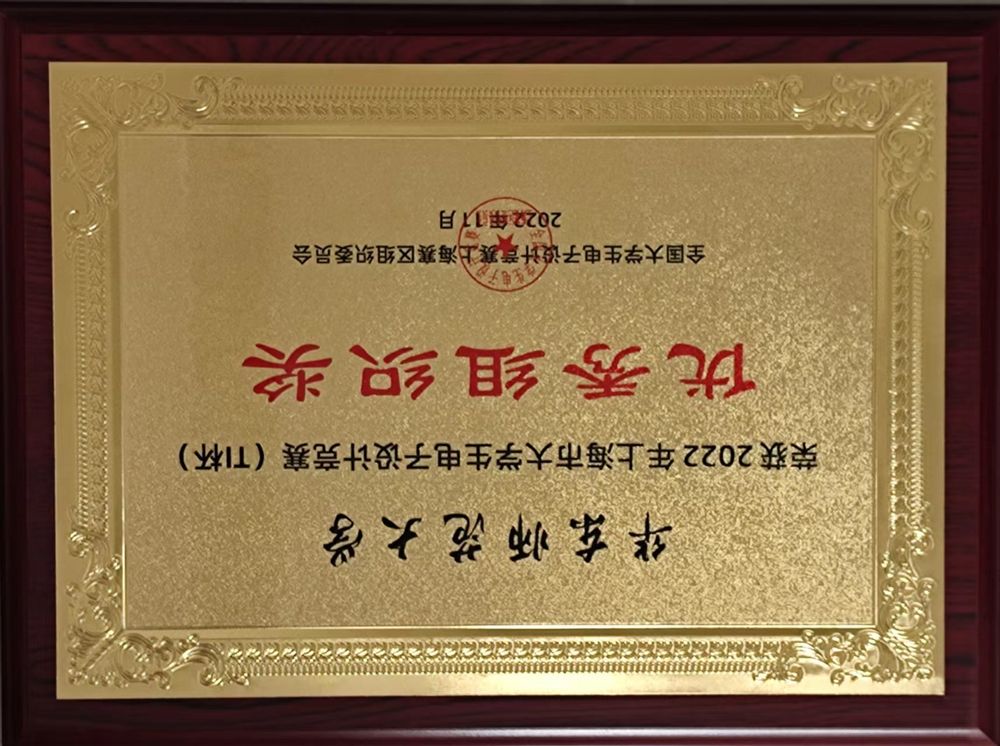 华东师范大学
荣获2022年上海市大学生电子设计竞赛（TI杯）
优秀组织奖
全国大学生电子设计竞赛上海赛区组织委员会
2022年11月